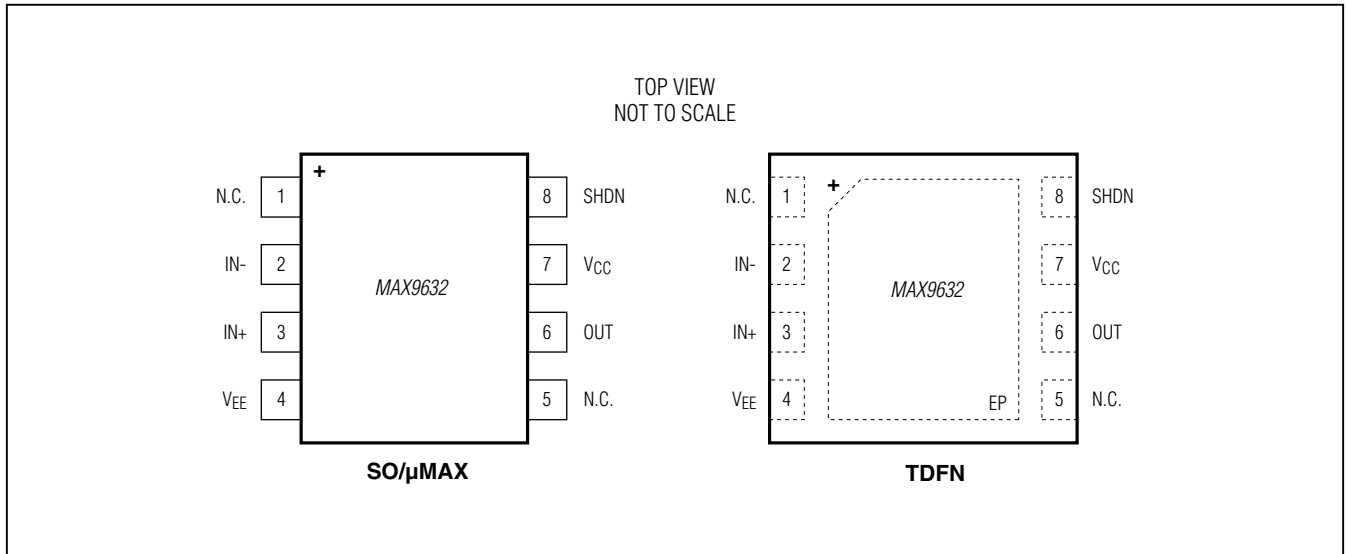 TOP VIEW
NOT TO SCALE
+
N.C. 1
8 SHDN
IN- 2
7 VCC
MAX9632
IN+ 3
6 OUT
VEE 4
5 N.C.
SO/µMAX
+
N.C. 1
8 SHDN
IN- 2
7 VCC
MAX9632
IN+ 3
6 OUT
VEE 4
EP
5 N.C.
TDFN